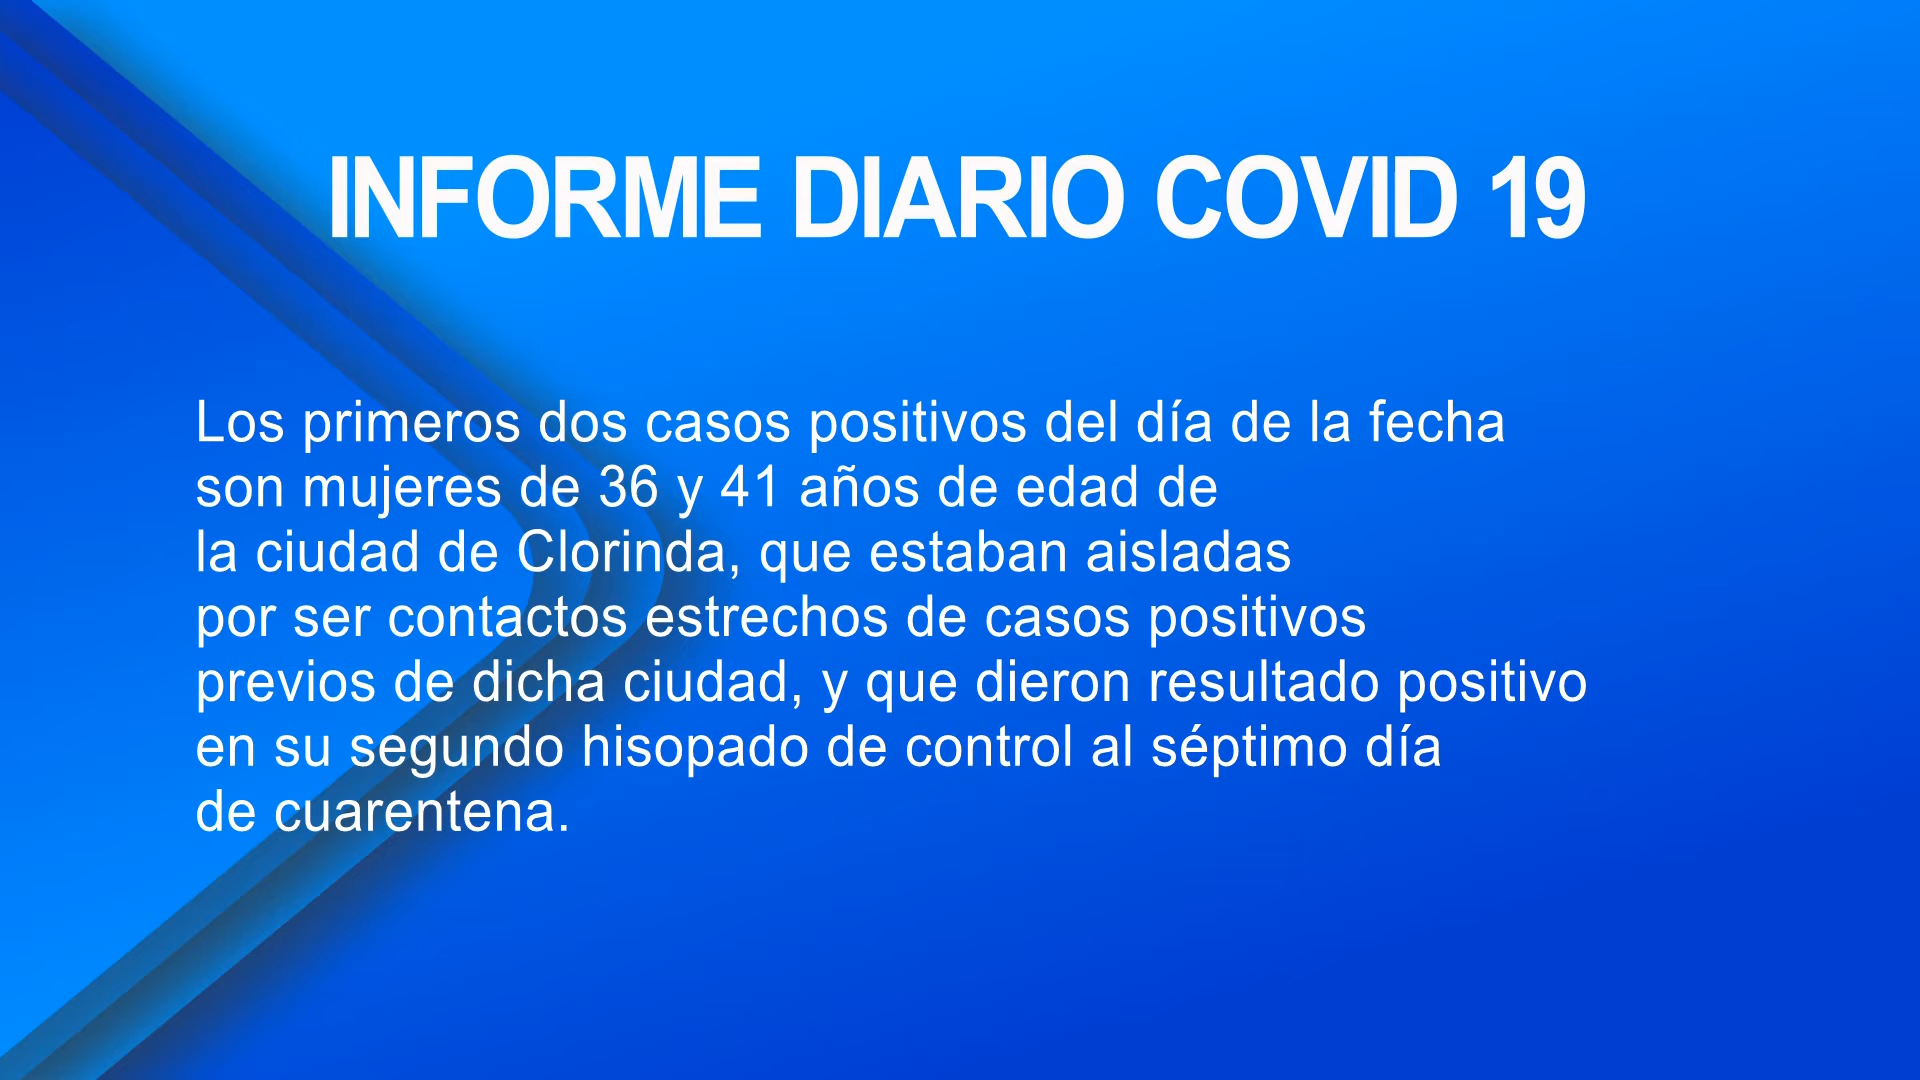 INFORME DIARIO COVID 19
Los primeros dos casos positivos del día de la fecha
son mujeres de 36 y 41 años de edad de
la ciudad de Clorinda, que estaban aisladas
por ser contactos estrechos de casos positivos
previos de dicha ciudad, y que dieron resultado positivo
en su segundo hisopado de control al séptimo día
de cuarentena.